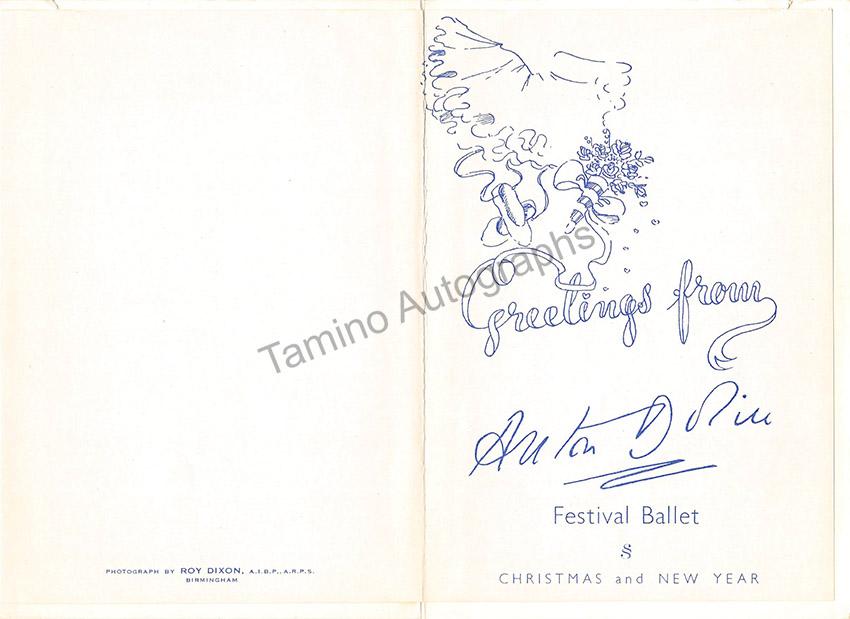 PHOTOGRAPH BY ROY DIXON, A.I.B.P., A.R.P.S.
BIRMINGHAM
Greetings from
Anton Dolin
Festival Ballet
CHRISTMAS and NEW YEAR
Tamino Autographs